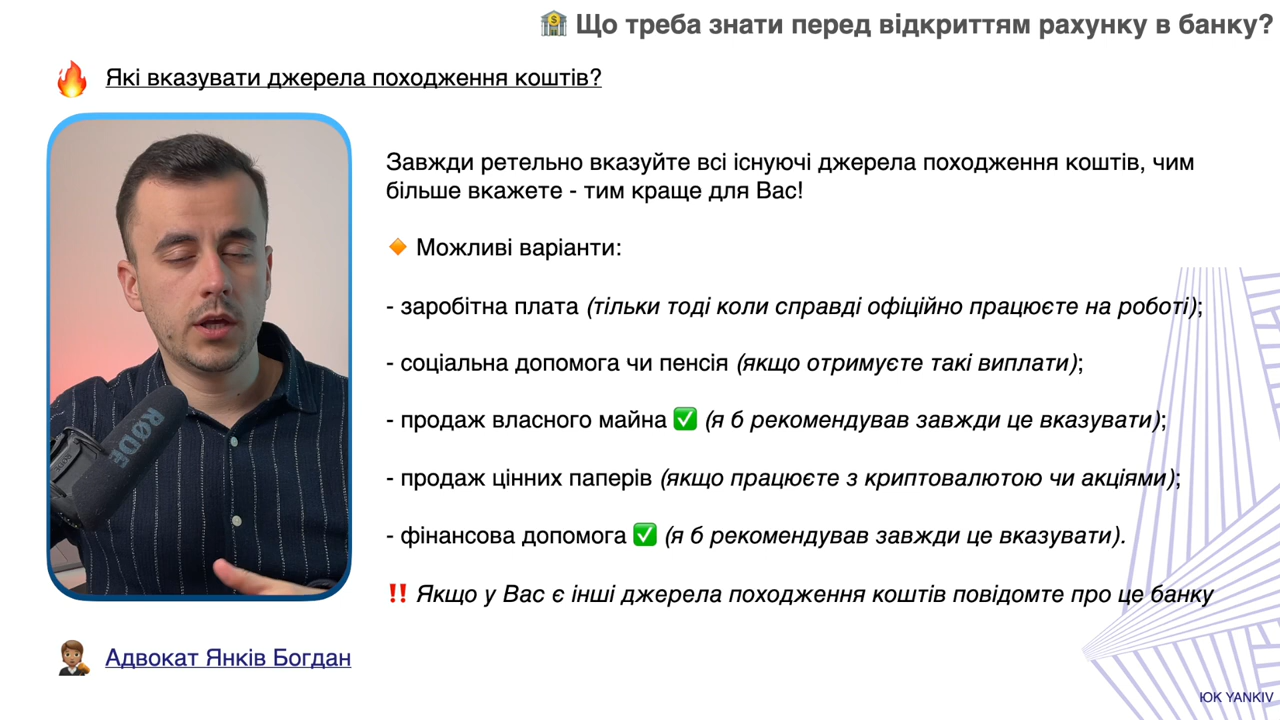 Що треба знати перед відкриттям рахунку в банку?
Які вказувати джерела походження коштів?
Завжди ретельно вказуйте всі існуючі джерела походження коштів, чим
більше вкажете - тим краще для Вас!
Можливі варіанти:
- заробітна плата (тільки тоді коли справді офіційно працюєте на роботі);
- соціальна допомога чи пенсія (якщо отримуєте такі виплати);
- продаж власного майна ✅ (я б рекомендував завжди це вказувати);
- продаж цінних паперів (якщо працюєте з криптовалютою чи акціями);
- фінансова допомога ✅ (я б рекомендував завжди це вказувати).
‼️ Якщо у Вас є інші джерела походження коштів повідомте про це банку
RØDE
Адвокат Янків Богдан
ЮК YANKIV